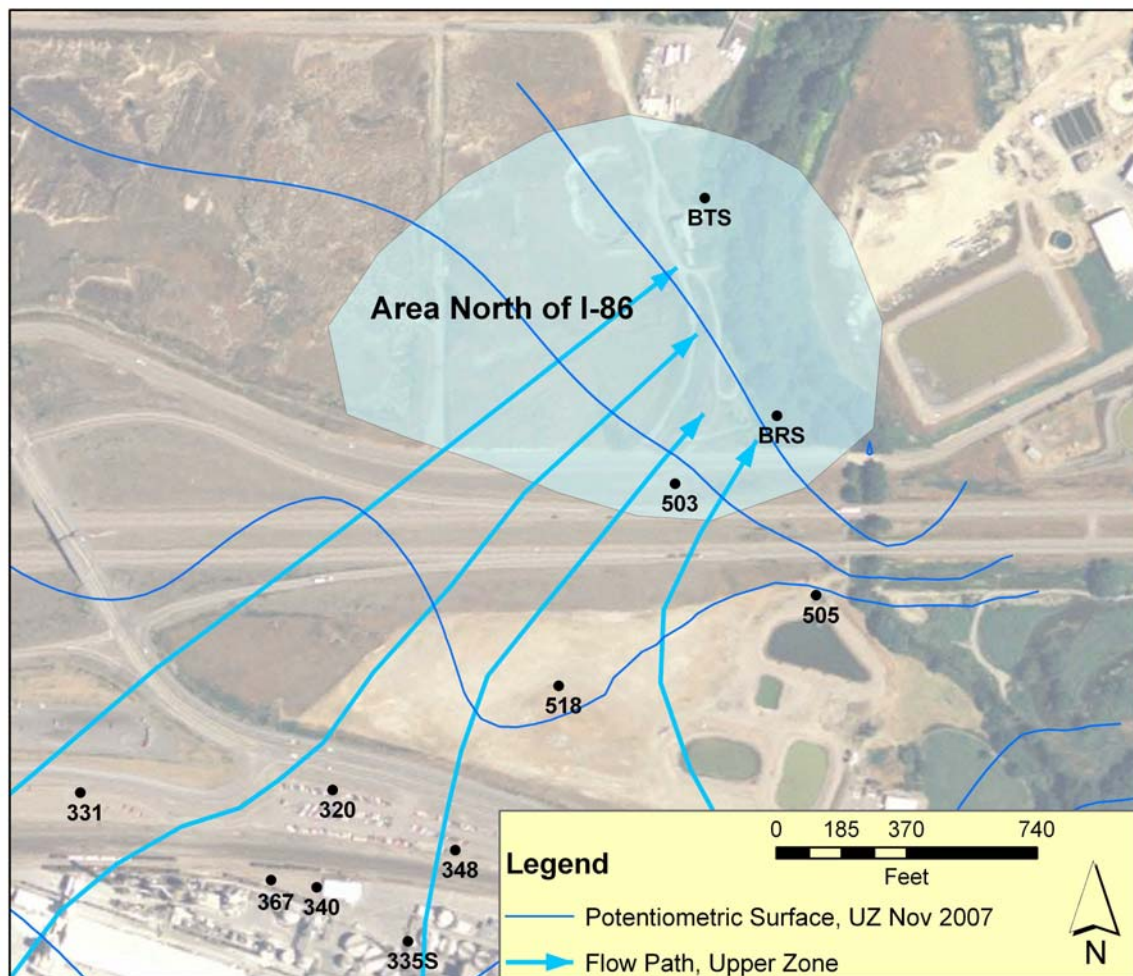 BTS
Area North of I-86
BRS
503
505
518
331
320
348
367
340
335S
Legend
0 185 370 740
Feet
Potentiometric Surface, UZ Nov 2007
Flow Path, Upper Zone
N